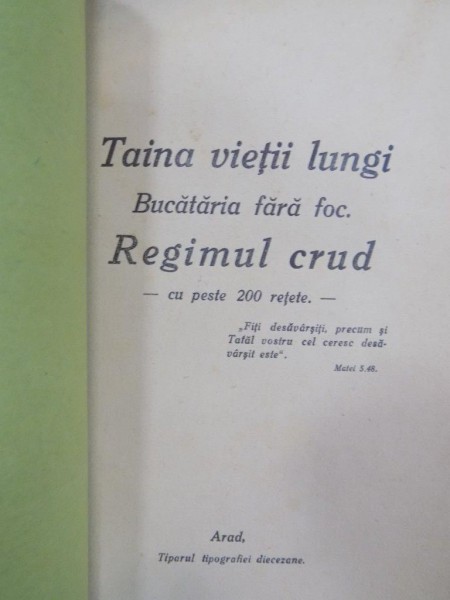 Taina vieții lungi
Bucătăria fără foc.
Regimul crud
— cu peste 200 rețete. —
„Fiți desăvârșiți, precum și
Tatăl vostru cel ceresc desă-
vârșit este“.
Matei 5.48.
Arad,
Tiparul tipografiei diecezane.